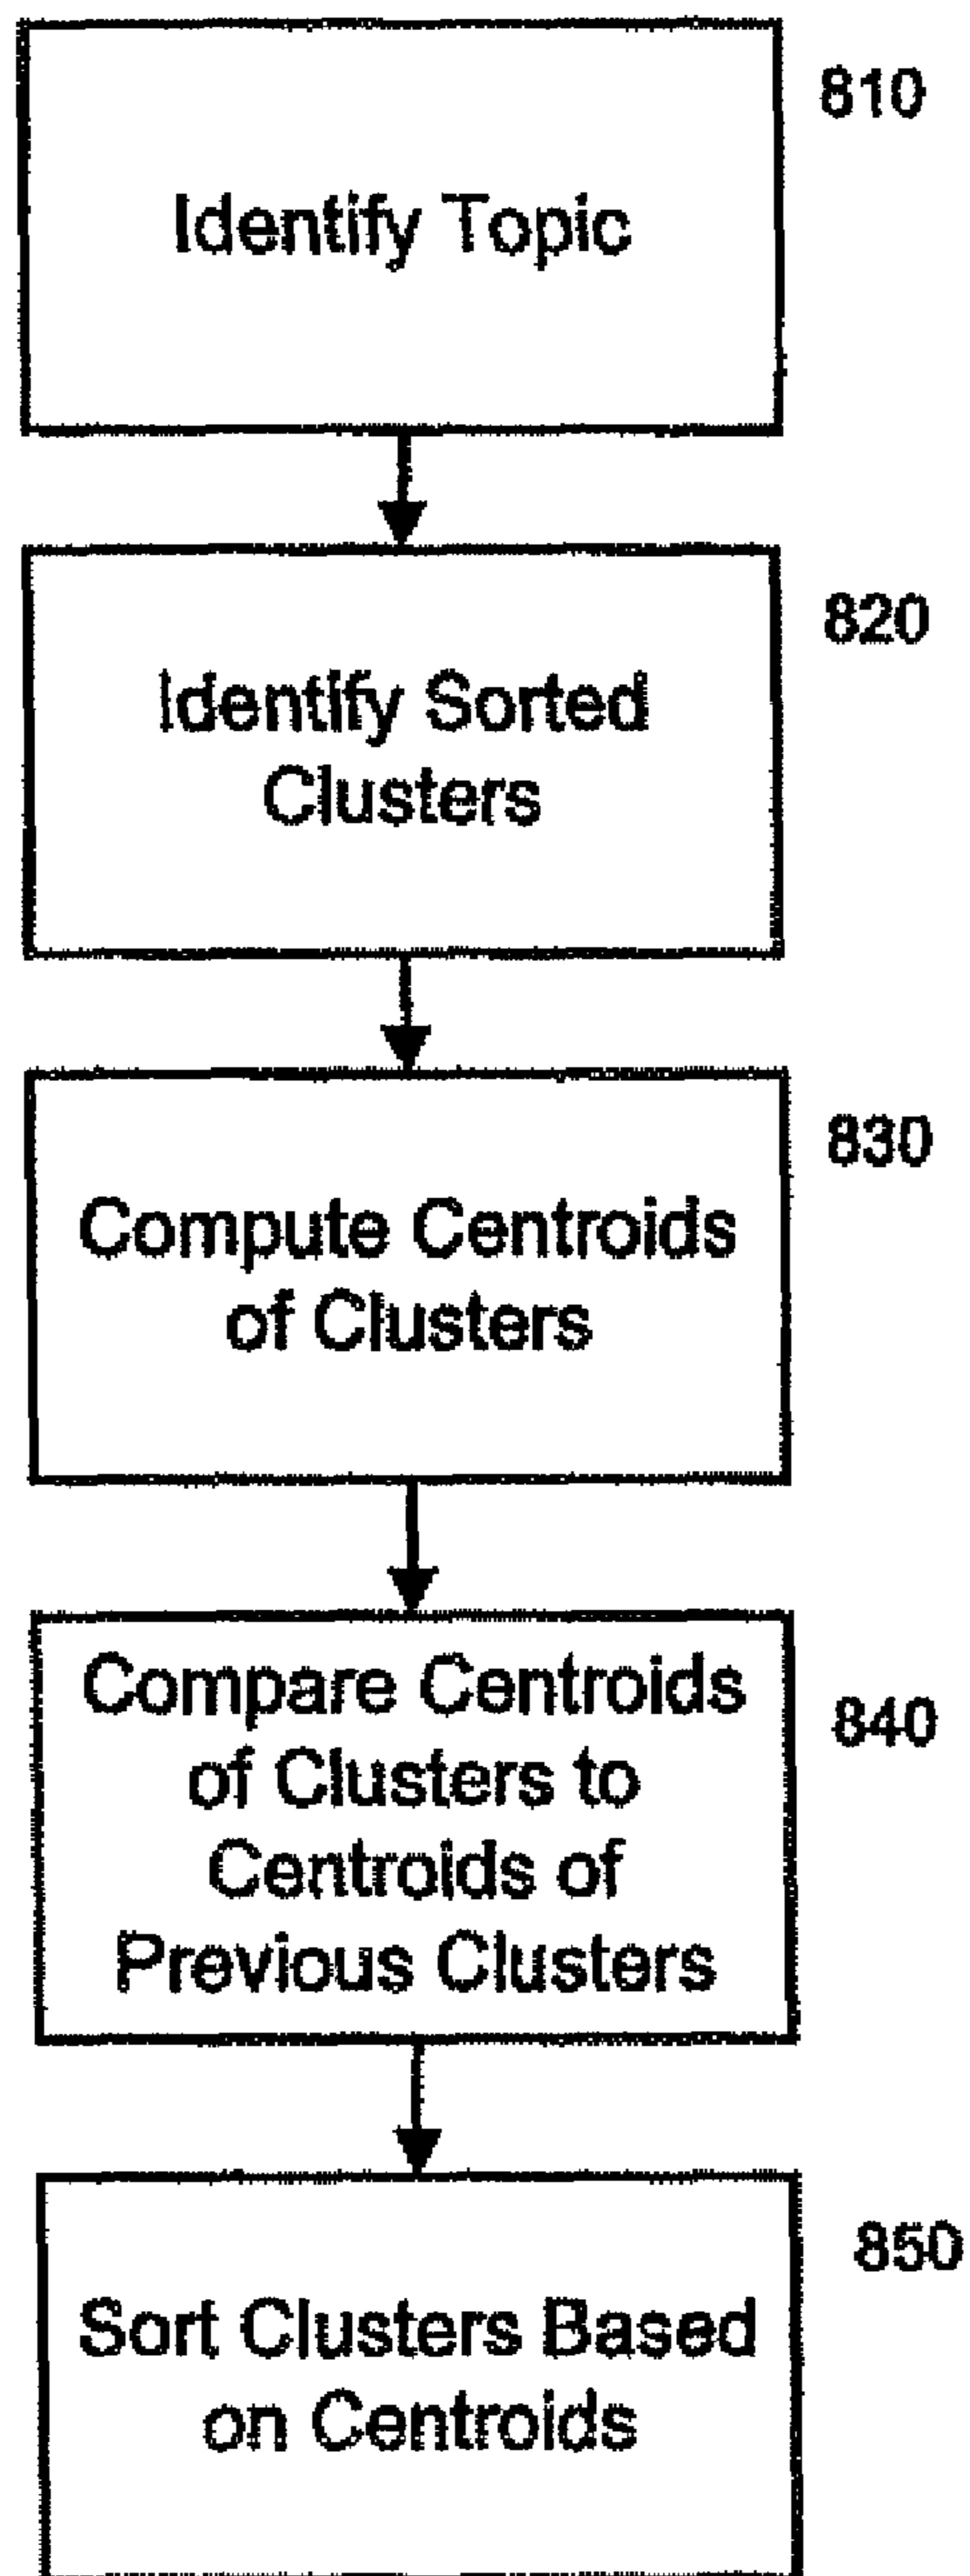 810
Identify Topic
820
Identify Sorted
Clusters
830
Compute Centroids
of Clusters
Compare Centroids
840
of Clusters to
Centroids of
Previous Clusters
850
Sort Clusters Based
on Centroids